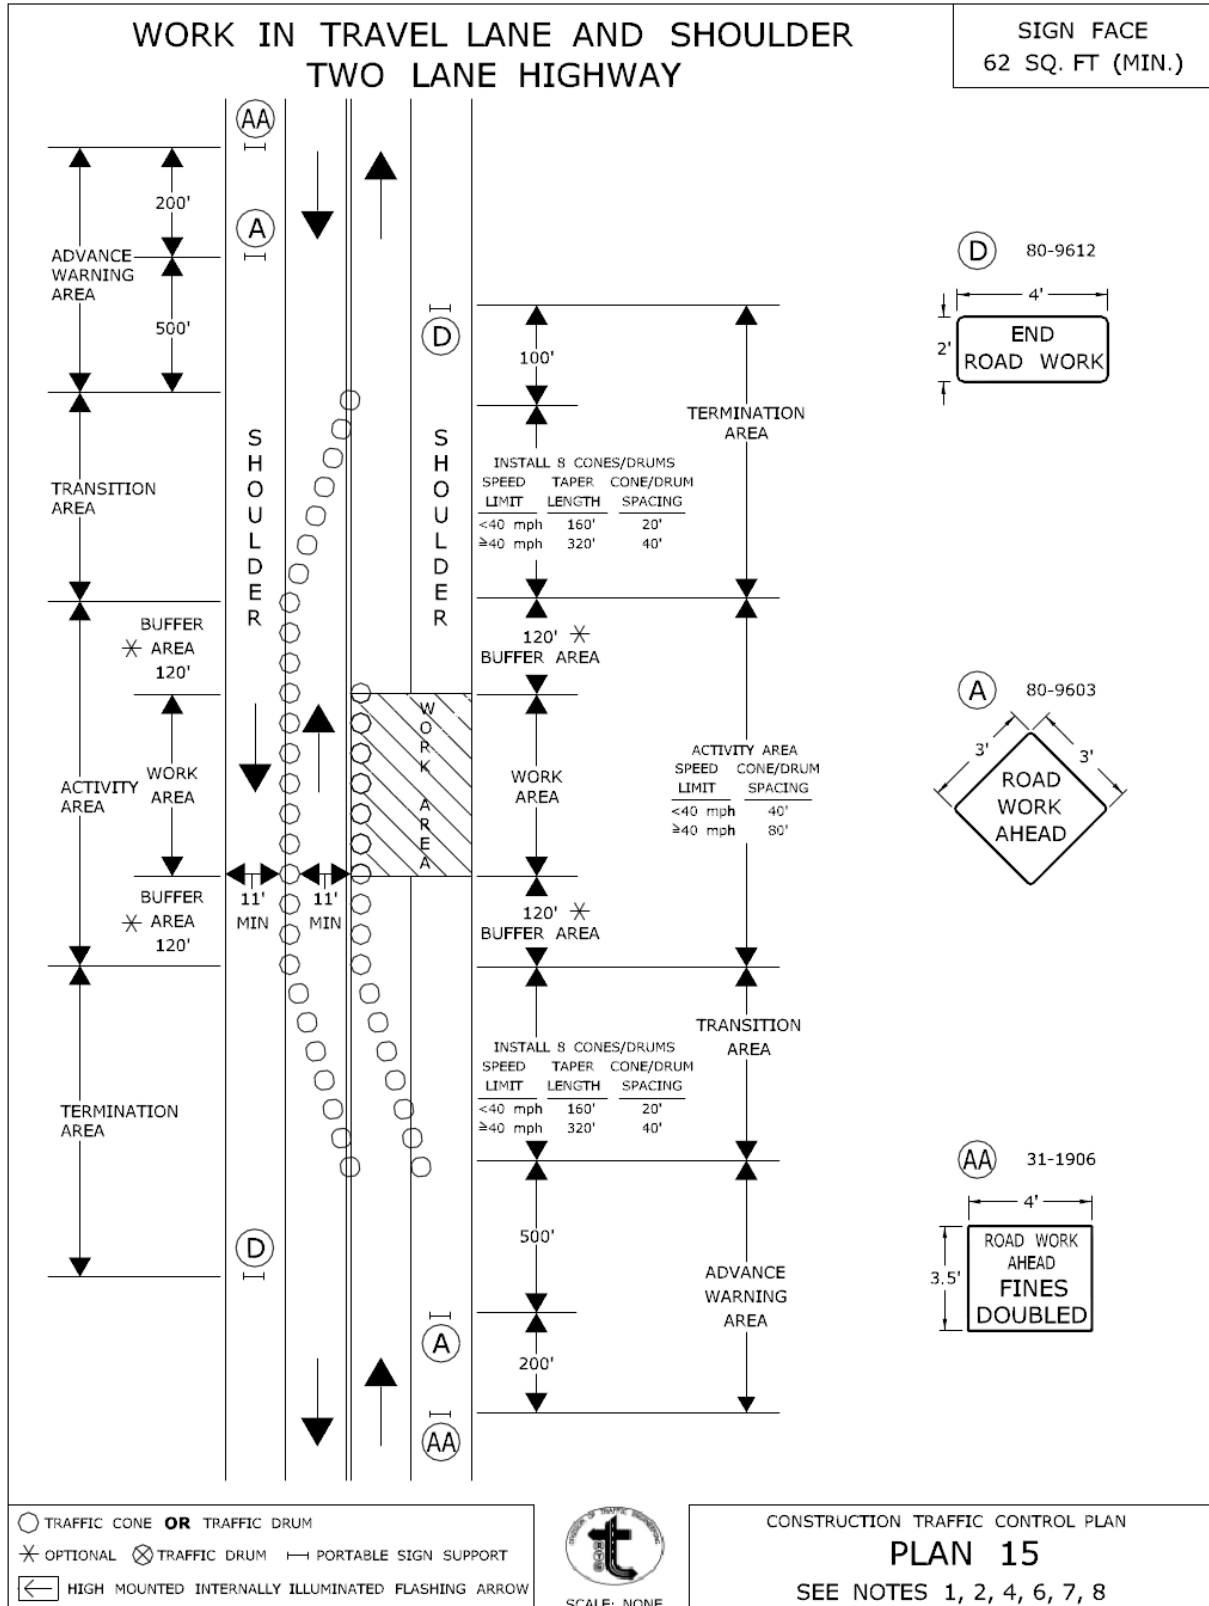 WORK IN TRAVEL LANE AND SHOULDER
TWO LANE HIGHWAY
SIGN FACE
62 SQ. FT (MIN.)
AA
200'
A
ADVANCE
WARNING
AREA
500'
D
100'
TERMINATION
AREA
SHOULDER
SHOULDER
TRANSITION
AREA
INSTALL 8 CONES/DRUMS
SPEED TAPER CONE/DRUM
LIMIT LENGTH SPACING
<40 mph 160' 20'
≥40 mph 320' 40'
BUFFER
* AREA
120'
120' *
BUFFER AREA
WORK AREA
ACTIVITY
AREA
WORK
AREA
WORK
AREA
ACTIVITY AREA
SPEED CONE/DRUM
LIMIT SPACING
<40 mph 40'
≥40 mph 80'
BUFFER
* AREA
120'
11'
MIN
11'
MIN
120' *
BUFFER AREA
TRANSITION
AREA
INSTALL 8 CONES/DRUMS
SPEED TAPER CONE/DRUM
LIMIT LENGTH SPACING
<40 mph 160' 20'
≥40 mph 320' 40'
TERMINATION
AREA
D
500'
ADVANCE
WARNING
AREA
A
200'
AA
D 80-9612
4'
2'
END
ROAD WORK
A 80-9603
3'
3'
ROAD
WORK
AHEAD
AA 31-1906
4'
3.5'
ROAD WORK
AHEAD
FINES
DOUBLED
TRAFFIC CONE OR TRAFFIC DRUM
* OPTIONAL TRAFFIC DRUM PORTABLE SIGN SUPPORT
HIGH MOUNTED INTERNALLY ILLUMINATED FLASHING ARROW
DIVISION OF TRAFFIC ENGINEERING
SCALE: NONE
CONSTRUCTION TRAFFIC CONTROL PLAN
PLAN 15
SEE NOTES 1, 2, 4, 6, 7, 8